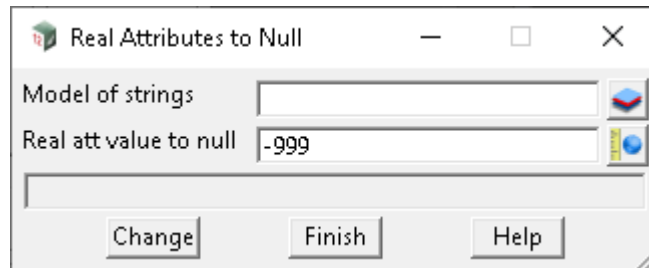 Real Attributes to Null
Model of strings
Real att value to null -999
Change Finish Help